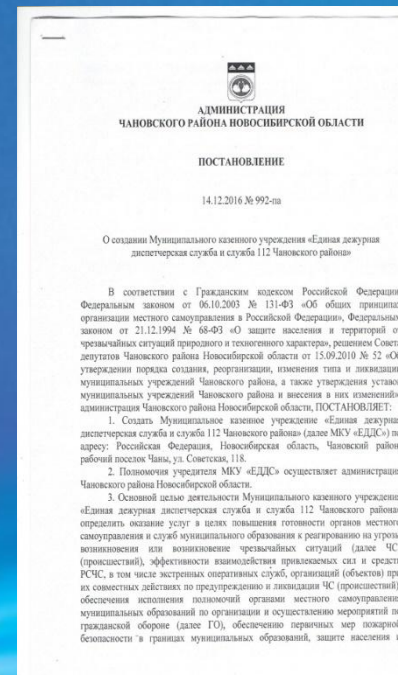 АДМИНИСТРАЦИЯ
ЧАНОВСКОГО РАЙОНА НОВОСИБИРСКОЙ ОБЛАСТИ
ПОСТАНОВЛЕНИЕ
14.12.2016 № 992-па
О создании Муниципального казенного учреждения «Единая дежурная
диспетчерская служба и служба 112 Чановского района»
В соответствии с Гражданским кодексом Российской Федерации
Федеральным законом от 06.10.2003 № 131-ФЗ «Об общих принципах
организации местного самоуправления в Российской Федерации», Федеральным
законом от 21.12.1994 № 68-ФЗ «О защите населения и территорий от
чрезвычайных ситуаций природного и техногенного характера», решением Совета
депутатов Чановского района Новосибирской области от 15.09.2010 № 52 «Об
утверждении порядка создания, реорганизации, изменения типа и ликвидации
муниципальных учреждений Чановского района, а также утверждения уставов
муниципальных учреждений Чановского района и внесения в них изменений»
администрация Чановского района Новосибирской области, ПОСТАНОВЛЯЕТ:
1. Создать Муниципальное казенное учреждение «Единая дежурная
диспетчерская служба и служба 112 Чановского района» (далее МКУ «ЕДДС») по
адресу: Российская Федерация, Новосибирская область, Чановский район
рабочий поселок Чаны, ул. Советская, 118.
2. Полномочия учредителя МКУ «ЕДДС» осуществляет администрация
Чановского района Новосибирской области.
3. Основной целью деятельности Муниципального казенного учреждения
«Единая дежурная диспетчерская служба и служба 112 Чановского района»
определить оказание услуг в целях повышения готовности органов местного
самоуправления и служб муниципального образования к реагированию на угрозы
возникновения или возникновение чрезвычайных ситуаций (далее ЧС)
(происшествий), эффективности взаимодействия привлекаемых сил и средств
РСЧС, в том числе экстренных оперативных служб, организаций (объектов) при
их совместных действиях по предупреждению и ликвидации ЧС (происшествий)
обеспечения исполнения полномочий органами местного самоуправления
муниципальных образований по организации и осуществлению мероприятий по
гражданской обороне (далее ГО), обеспечению первичных мер пожарной
безопасности в границах муниципальных образований, защите населения и